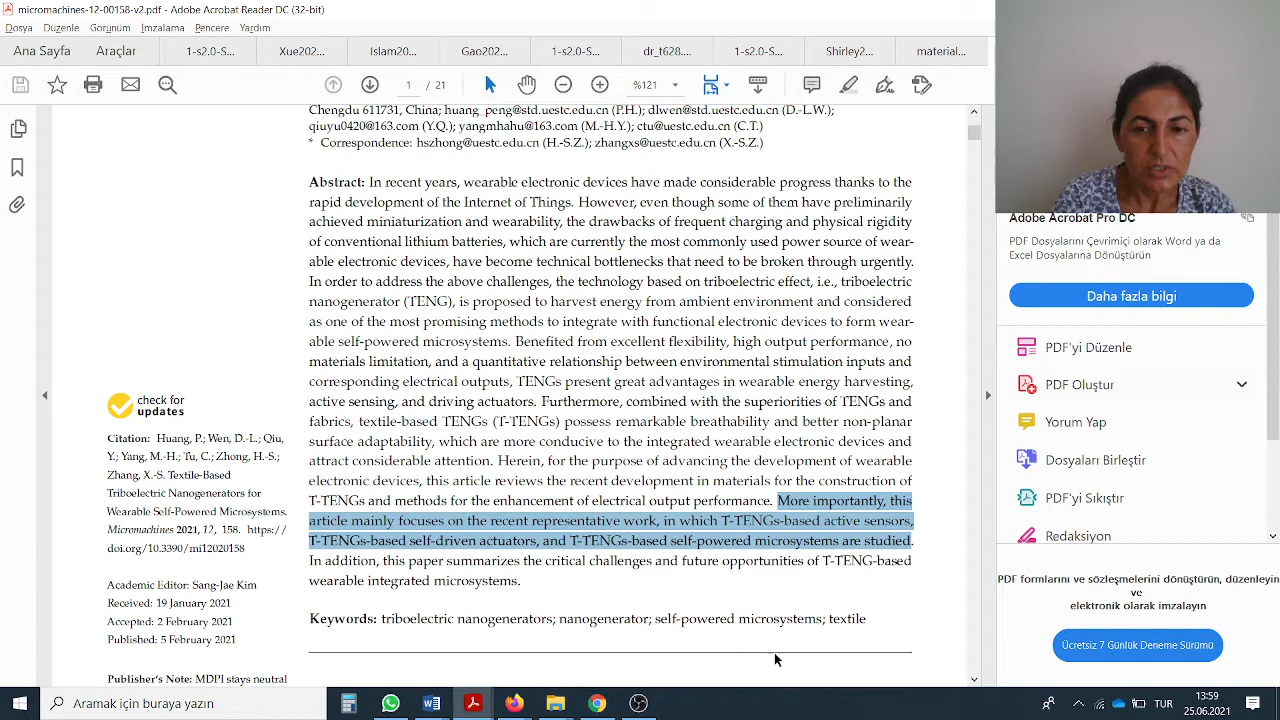 micromachines-12-00158-v2.pdf - Adobe Acrobat Reader DC (32-bit)
Dosya Düzenle Görünüm İmzalama Pencere Yardım
Ana Sayfa Araçlar 1-s2.0-S... Xue202... Islam20... Gao202... 1-s2.0-S... dr_t628... 1-s2.0-S... Shirley2... material...
1 / 21 %121
Chengdu 611731, China; huang_peng@std.uestc.edu.cn (P.H.); dlwen@std.uestc.edu.cn (D.-L.W.);
qiuyu0420@163.com (Y.Q.); yangmhahu@163.com (M.-H.Y.); ctu@uestc.edu.cn (C.T.)
* Correspondence: hszhong@uestc.edu.cn (H.-S.Z.); zhangxs@uestc.edu.cn (X.-S.Z.)
Abstract: In recent years, wearable electronic devices have made considerable progress thanks to the
rapid development of the Internet of Things. However, even though some of them have preliminarily
achieved miniaturization and wearability, the drawbacks of frequent charging and physical rigidity
of conventional lithium batteries, which are currently the most commonly used power source of wear-
able electronic devices, have become technical bottlenecks that need to be broken through urgently.
In order to address the above challenges, the technology based on triboelectric effect, i.e., triboelectric
nanogenerator (TENG), is proposed to harvest energy from ambient environment and considered
as one of the most promising methods to integrate with functional electronic devices to form wear-
able self-powered microsystems. Benefited from excellent flexibility, high output performance, no
materials limitation, and a quantitative relationship between environmental stimulation inputs and
corresponding electrical outputs, TENGs present great advantages in wearable energy harvesting,
active sensing, and driving actuators. Furthermore, combined with the superiorities of TENGs and
fabrics, textile-based TENGs (T-TENGs) possess remarkable breathability and better non-planar
surface adaptability, which are more conducive to the integrated wearable electronic devices and
attract considerable attention. Herein, for the purpose of advancing the development of wearable
electronic devices, this article reviews the recent development in materials for the construction of
T-TENGs and methods for the enhancement of electrical output performance. More importantly, this
article mainly focuses on the recent representative work, in which T-TENGs-based active sensors,
T-TENGs-based self-driven actuators, and T-TENGs-based self-powered microsystems are studied.
In addition, this paper summarizes the critical challenges and future opportunities of T-TENG-based
wearable integrated microsystems.
Keywords: triboelectric nanogenerators; nanogenerator; self-powered microsystems; textile
check for
updates
Citation: Huang, P.; Wen, D.-L.; Qiu,
Y.; Yang, M.-H.; Tu, C.; Zhong, H.-S.;
Zhang, X.-S. Textile-Based
Triboelectric Nanogenerators for
Wearable Self-Powered Microsystems.
Micromachines 2021, 12, 158. https://
doi.org/10.3390/mi12020158
Academic Editor: Sang-Jae Kim
Received: 19 January 2021
Accepted: 2 February 2021
Published: 5 February 2021
Publisher's Note: MDPI stays neutral
Adobe Acrobat Pro DC
PDF Dosyalarını Çevrimiçi olarak Word ya da
Excel Dosyalarına Dönüştürün
Daha fazla bilgi
PDF'yi Düzenle
PDF Oluştur
Yorum Yap
Dosyaları Birleştir
PDF'yi Sıkıştır
Redaksiyon
PDF formlarını ve sözleşmelerini dönüştürün, düzenleyin
ve
elektronik olarak imzalayın
Ücretsiz 7 Günlük Deneme Sürümü
Aramak için buraya yazın
TUR
13:59
25.06.2021